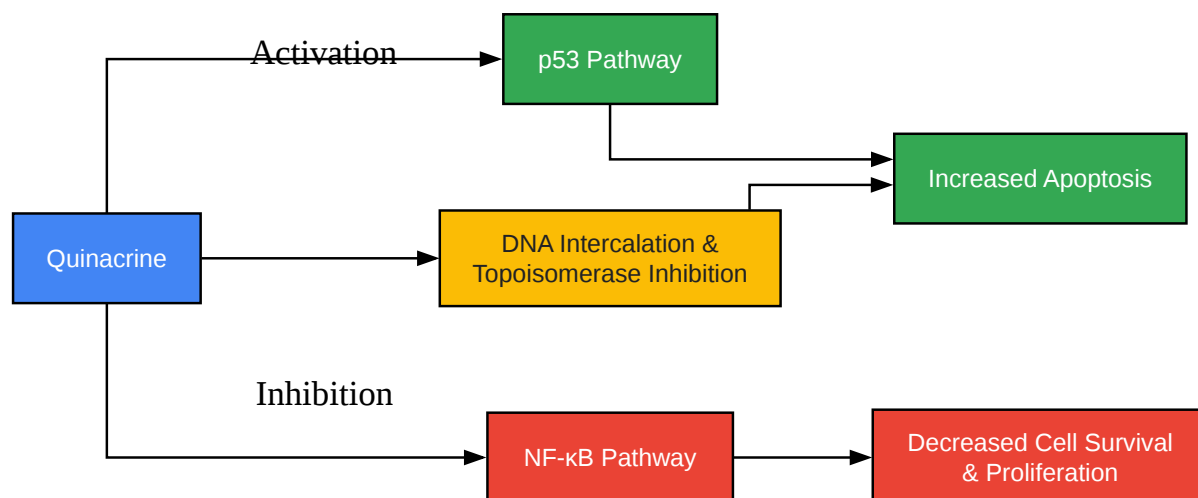 Activation
p53 Pathway
Increased Apoptosis
Quinacrine
DNA Intercalation &
Topoisomerase Inhibition
Inhibition
NF-κB Pathway
Decreased Cell Survival
& Proliferation